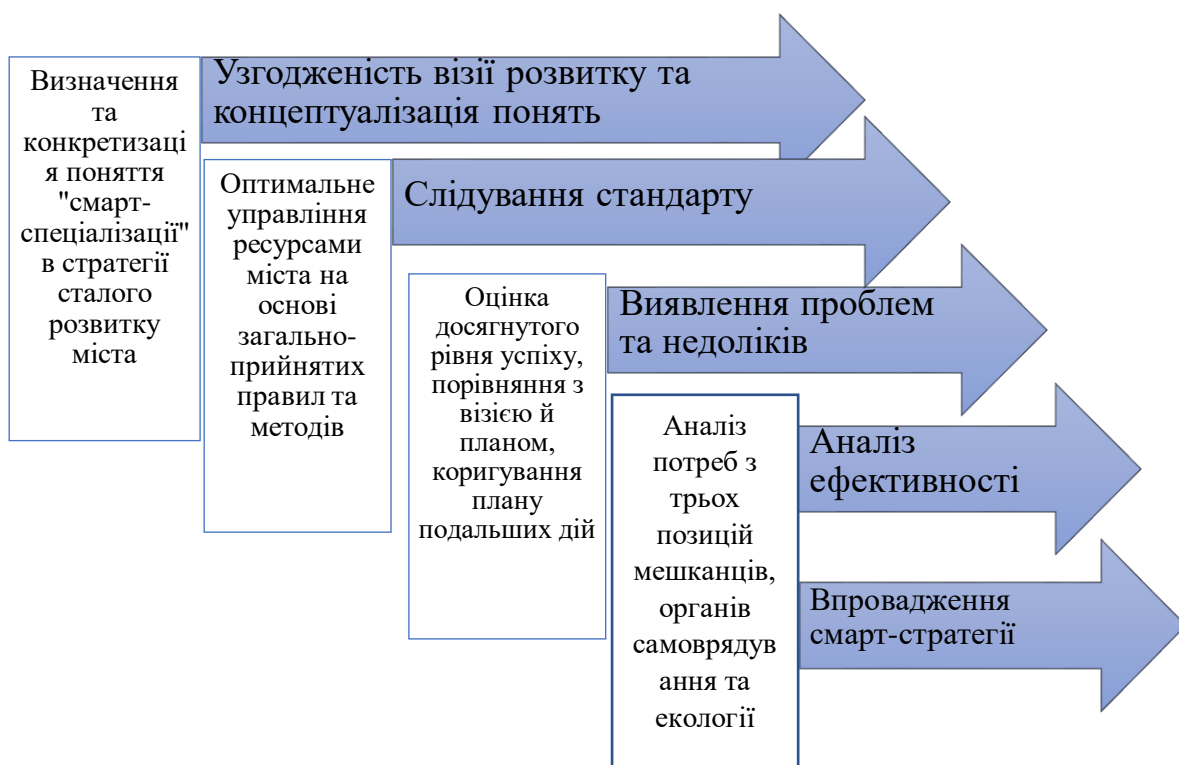 Визначення
та
конкретизаці
я поняття
"смарт-
спеціалізації"
в стратегії
сталого
розвитку
міста
Узгодженість візії розвитку та
концептуалізація понять
Оптимальне
управління
ресурсами
міста на
основі
загально-
прийнятих
правил та
методів
Слідування стандарту
Оцінка
досягнутого
рівня успіху,
порівняння з
візією й
планом,
коригування
плану
подальших дій
Виявлення проблем
та недоліків
Аналіз
потреб з
трьох
позицій
мешканців,
органів
самоврядув
ання та
екології
Аналіз
ефективності
Впровадження
смарт-стратегії